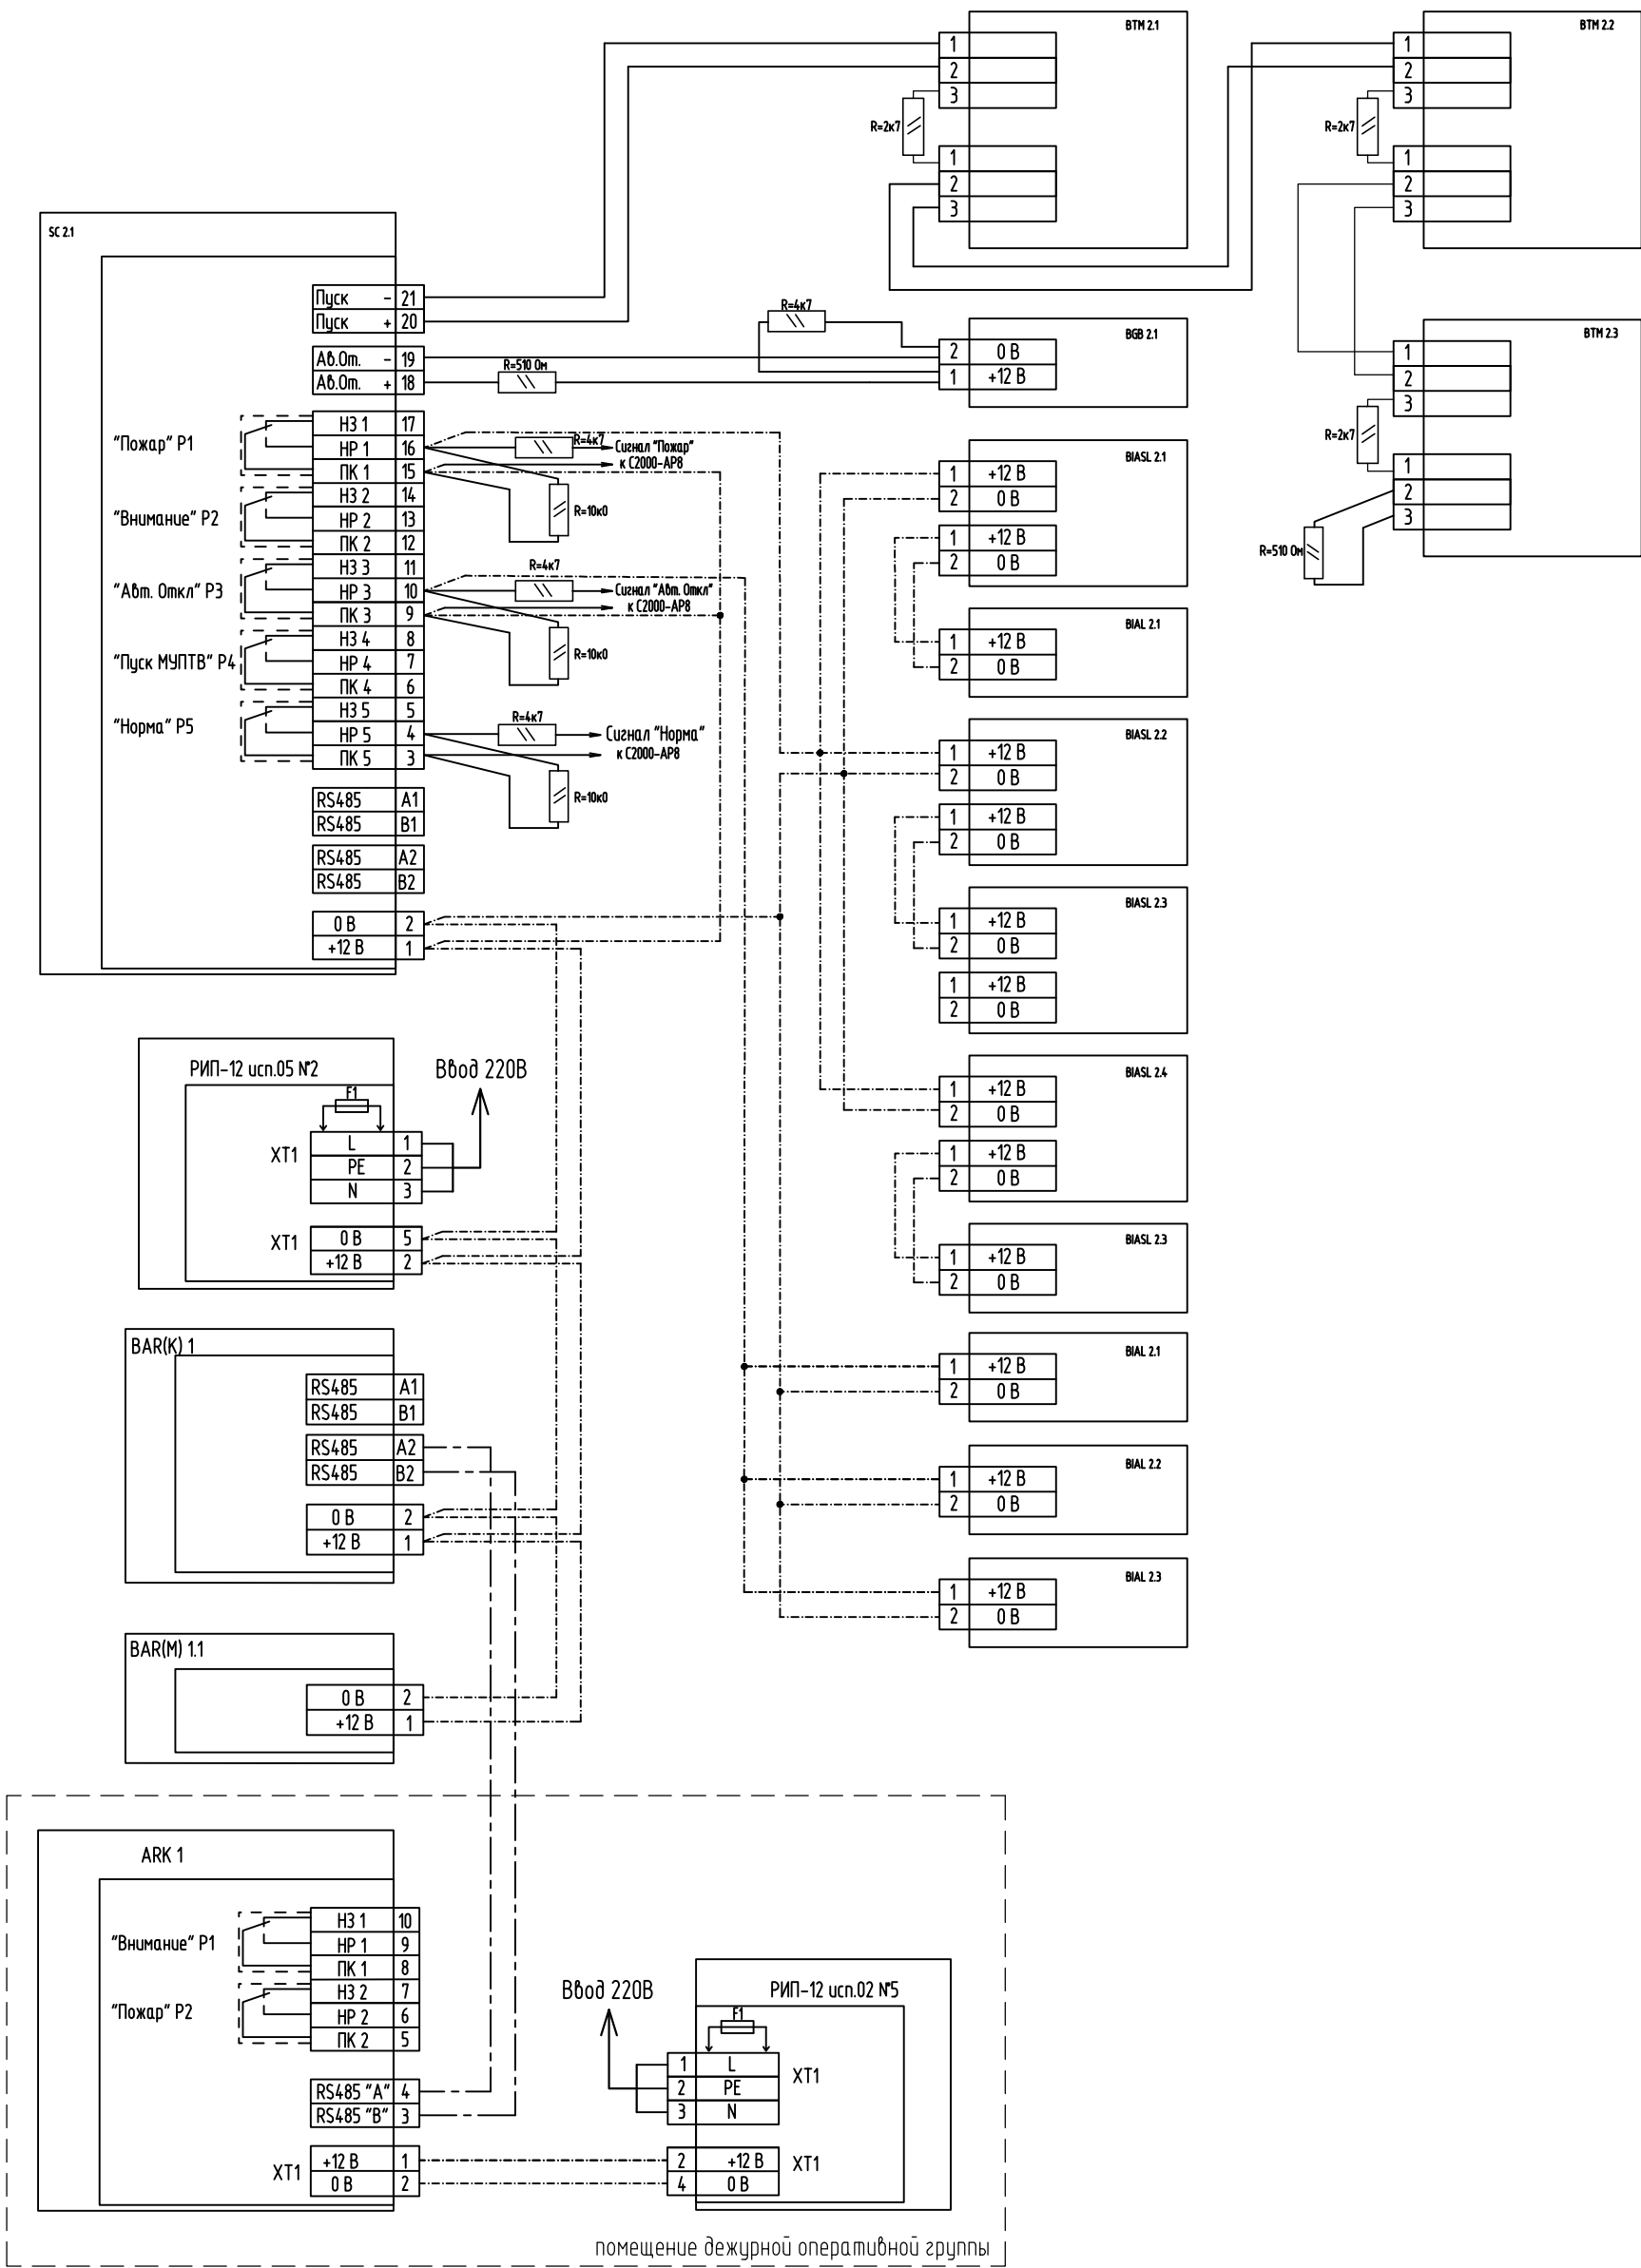 SC 2.1
Пуск - 21
Пуск + 20
Ав.От. - 19
Ав.От. + 18
"Пожар" Р1
НЗ 1 17
НР 1 16
ПК 1 15
"Внимание" Р2
НЗ 2 14
НР 2 13
ПК 2 12
"Авт. Откл" Р3
НЗ 3 11
НР 3 10
ПК 3 9
"Пуск МУПТВ" Р4
НЗ 4 8
НР 4 7
ПК 4 6
"Норма" Р5
НЗ 5 5
НР 5 4
ПК 5 3
RS485 A1
RS485 B1
RS485 A2
RS485 B2
0 В 2
+12 В 1
R=510 Ом
R=4к7
R=4к7
Сигнал "Пожар"
к С2000-АР8
R=10к0
R=4к7
Сигнал "Авт. Откл"
к С2000-АР8
R=10к0
R=4к7
Сигнал "Норма"
к С2000-АР8
R=10к0
BTM 2.1
1
2
3
R=2к7
1
2
3
BTM 2.2
1
2
3
R=2к7
1
2
3
BTM 2.3
1
2
3
R=2к7
1
2
3
R=510 Ом
BGB 2.1
2 0 В
1 +12 В
BIASL 2.1
1 +12 В
2 0 В
1 +12 В
2 0 В
BIAL 2.1
1 +12 В
2 0 В
BIASL 2.2
1 +12 В
2 0 В
1 +12 В
2 0 В
BIASL 2.3
1 +12 В
2 0 В
1 +12 В
2 0 В
BIASL 2.4
1 +12 В
2 0 В
1 +12 В
2 0 В
BIASL 2.3
1 +12 В
2 0 В
BIAL 2.1
1 +12 В
2 0 В
BIAL 2.2
1 +12 В
2 0 В
BIAL 2.3
1 +12 В
2 0 В
РИП-12 исп.05 №2
Ввод 220В
F1
XT1
L 1
PE 2
N 3
XT1
0 В 5
+12 В 2
BAR(K) 1
RS485 A1
RS485 B1
RS485 A2
RS485 B2
0 В 2
+12 В 1
BAR(M) 1.1
0 В 2
+12 В 1
ARK 1
"Внимание" Р1
НЗ 1 10
НР 1 9
ПК 1 8
"Пожар" Р2
НЗ 2 7
НР 2 6
ПК 2 5
RS485 "A" 4
RS485 "B" 3
XT1
+12 В 1
0 В 2
Ввод 220В
РИП-12 исп.02 №5
F1
1 L
2 PE
3 N
XT1
2 +12 В
4 0 В
XT1
помещение дежурной оперативной группы